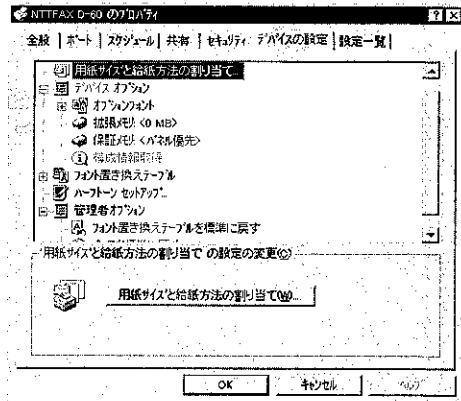 NTTFAX D-60 のプロパティ
全般 ポート スケジュール 共有 セキュリティ デバイスの設定 設定一覧
用紙サイズと給紙方法の割り当て...
デバイス オプション
オプションフォント
拡張メモリ <0 MB>
保証メモリ <パネル優先>
構成情報取得
フォント置き換えテーブル
ハーフトーン セットアップ...
管理者オプション
フォント置き換えテーブルを標準に戻す
用紙サイズと給紙方法の割り当て の設定の変更(C)
用紙サイズと給紙方法の割り当て(W)...
OK キャンセル ヘルプ